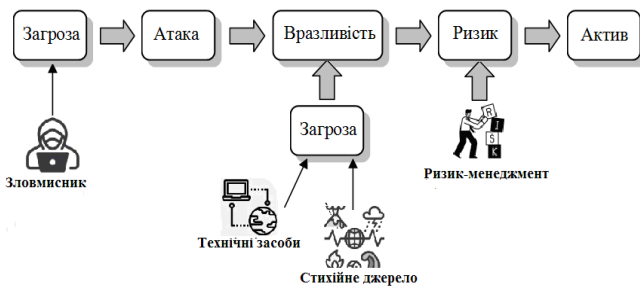 Загроза
Атака
Вразливість
Ризик
Актив
Загроза
Зловмисник
R
I
S
K
Ризик-менеджмент
Технічні засоби
Стихійне джерело